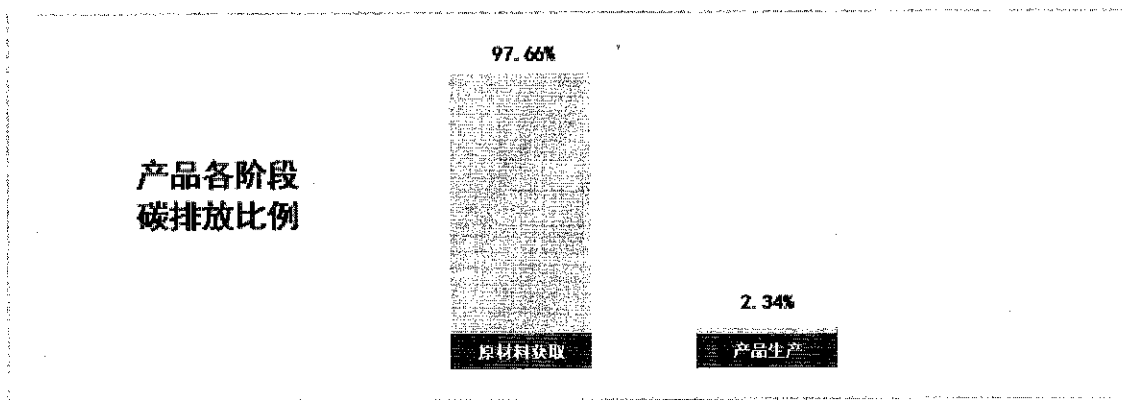 97.66%
产品各阶段
碳排放比例
2.34%
原材料获取
产品生产